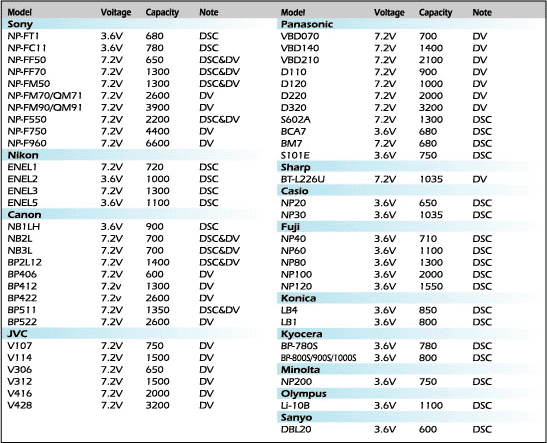 Model Voltage Capacity Note
Sony
NP-FT1 3.6V 680 DSC
NP-FC11 3.6V 780 DSC
NP-FF50 7.2V 650 DSC&DV
NP-FF70 7.2V 1300 DSC&DV
NP-FM50 7.2V 1300 DSC&DV
NP-FM70/QM71 7.2V 2600 DV
NP-FM90/QM91 7.2V 3900 DV
NP-F550 7.2V 2200 DSC&DV
NP-F750 7.2V 4400 DV
NP-F960 7.2V 6600 DV
Nikon
ENEL1 7.2V 720 DSC
ENEL2 3.6V 1000 DSC
ENEL3 7.2V 1300 DSC
ENEL5 3.6V 1100 DSC
Canon
NB1LH 3.6V 900 DSC
NB2L 7.2V 700 DSC&DV
NB3L 7.2V 700 DSC&DV
BP2L12 7.2V 1400 DSC&DV
BP406 7.2V 600 DV
BP412 7.2v 1300 DV
BP422 7.2V 2600 DV
BP511 7.2V 1350 DSC&DV
BP522 7.2V 2600 DV
JVC
V107 7.2V 750 DV
V114 7.2V 1500 DV
V306 7.2V 650 DV
V312 7.2V 1500 DV
V416 7.2V 2000 DV
V428 7.2V 3200 DV
Model Voltage Capacity Note
Panasonic
VBD070 7.2V 700 DV
VBD140 7.2V 1400 DV
VBD210 7.2V 2100 DV
D110 7.2V 900 DV
D120 7.2V 1000 DV
D220 7.2V 2000 DV
D320 7.2V 3200 DV
S602A 7.2V 1300 DSC
BCA7 3.6V 680 DSC
BM7 7.2V 680 DSC
S101E 3.6V 750 DSC
Sharp
BT-L226U 7.2V 1035 DV
Casio
NP20 3.6V 650 DSC
NP30 3.6V 1035 DSC
Fuji
NP40 3.6V 710 DSC
NP60 3.6V 1100 DSC
NP80 3.6V 1300 DSC
NP100 3.6V 2000 DSC
NP120 3.6V 1550 DSC
Konica
LB4 3.6V 850 DSC
LB1 3.6V 800 DSC
Kyocera
BP-780S 3.6V 780 DSC
BP-800S/900S/1000S 3.6V 800 DSC
Minolta
NP200 3.6V 750 DSC
Olympus
Li-10B 3.6V 1100 DSC
Sanyo
DBL20 3.6V 600 DSC